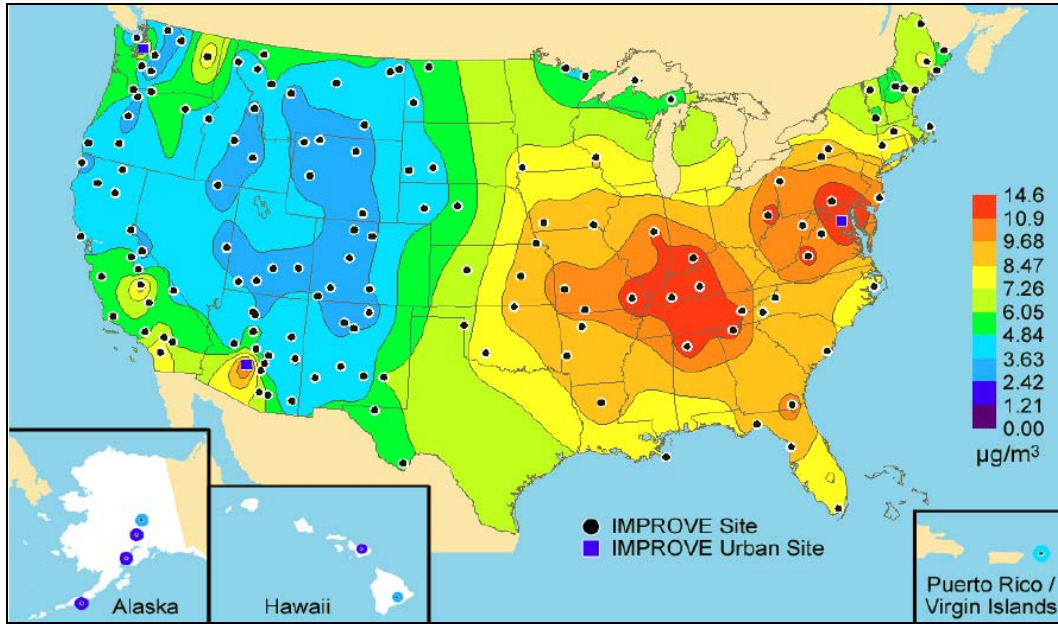 14.6
10.9
9.68
8.47
7.26
6.05
4.84
3.63
2.42
1.21
0.00
µg/m³
IMPROVE Site
IMPROVE Urban Site
Alaska
Hawaii
Puerto Rico /
Virgin Islands